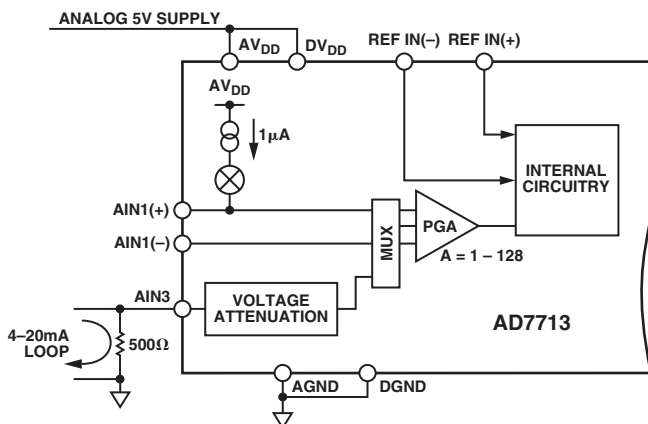 ANALOG 5V SUPPLY
AVDD DVDD REF IN(–) REF IN(+)
AVDD
1μA
INTERNAL
CIRCUITRY
AIN1(+)
AIN1(–)
MUX
PGA
A = 1 – 128
AIN3
VOLTAGE
ATTENUATION
AD7713
4–20mA
LOOP
500Ω
AGND DGND